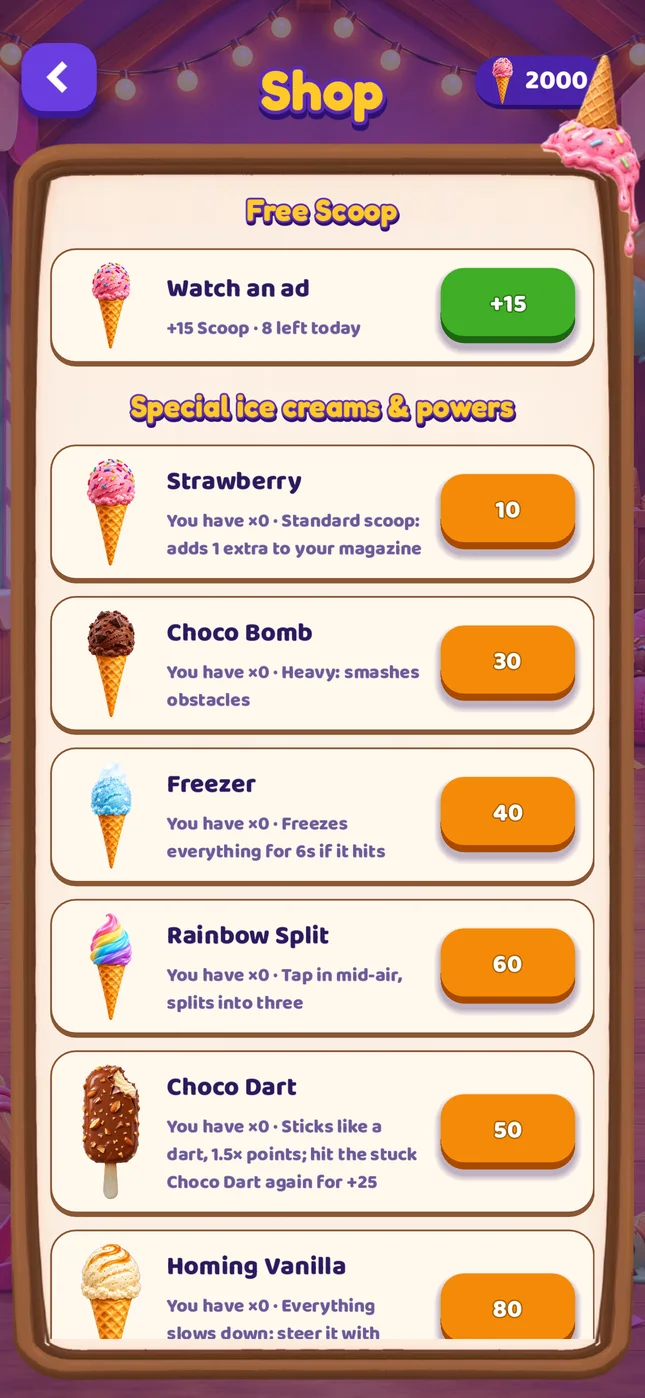 Shop
2000
Free Scoop
Watch an ad
+15 Scoop · 8 left today
+15
Special ice creams & powers
Strawberry
You have ×0 · Standard scoop:
adds 1 extra to your magazine
10
Choco Bomb
You have ×0 · Heavy: smashes
obstacles
30
Freezer
You have ×0 · Freezes
everything for 6s if it hits
40
Rainbow Split
You have ×0 · Tap in mid-air,
splits into three
60
Choco Dart
You have ×0 · Sticks like a
dart, 1.5× points; hit the stuck
Choco Dart again for +25
50
Homing Vanilla
You have ×0 · Everything
slows down: steer it with
80